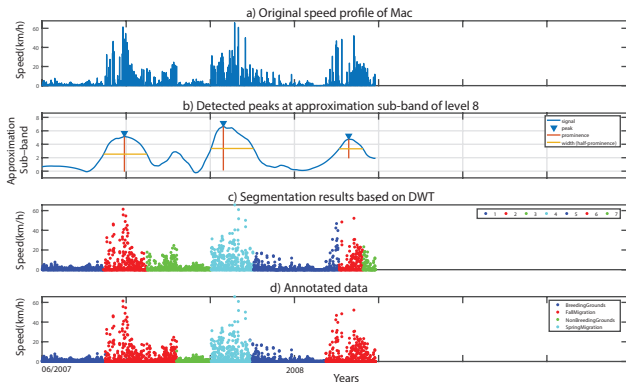 a) Original speed profile of Mac
60
40
20
0
Speed(km/h)
b) Detected peaks at approximation sub-band of level 8
8
6
4
2
0
Approximation
Sub-band
signal
peak
prominence
width (half-prominence)
c) Segmentation results based on DWT
60
40
20
0
Speed(km/h)
1 2 3 4 5 6 7
d) Annotated data
60
40
20
0
Speed(km/h)
BreedingGrounds
FallMigration
NonBreedingGrounds
SpringMigration
06/2007
2008
Years